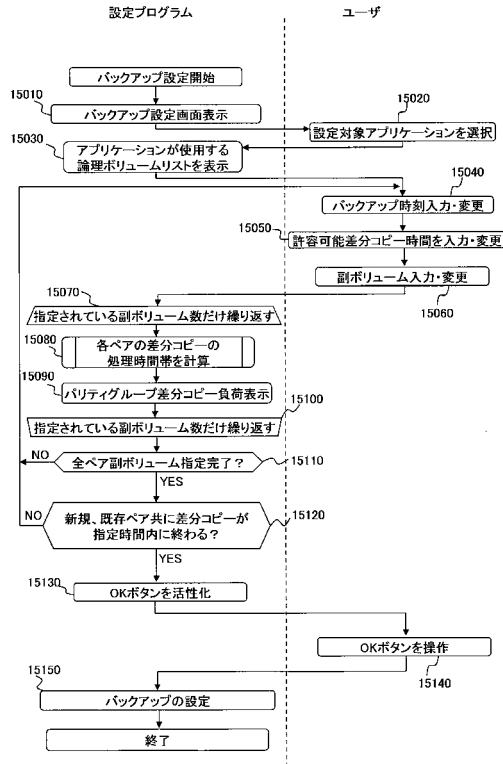 設定プログラム
ユーザ
バックアップ設定開始
15010
バックアップ設定画面表示
15020
設定対象アプリケーションを選択
15030
アプリケーションが使用する
論理ボリュームリストを表示
15040
バックアップ時刻入力・変更
15050
許容可能差分コピー時間を入力・変更
副ボリューム入力・変更
15060
15070
指定されている副ボリューム数だけ繰り返す
15080
各ペアの差分コピーの
処理時間帯を計算
15090
パリティグループ差分コピー負荷表示
15100
指定されている副ボリューム数だけ繰り返す
NO
全ペア副ボリューム指定完了？
15110
YES
NO
新規、既存ペア共に差分コピーが
指定時間内に終わる？
15120
YES
15130
OKボタンを活性化
OKボタンを操作
15140
15150
バックアップの設定
終了